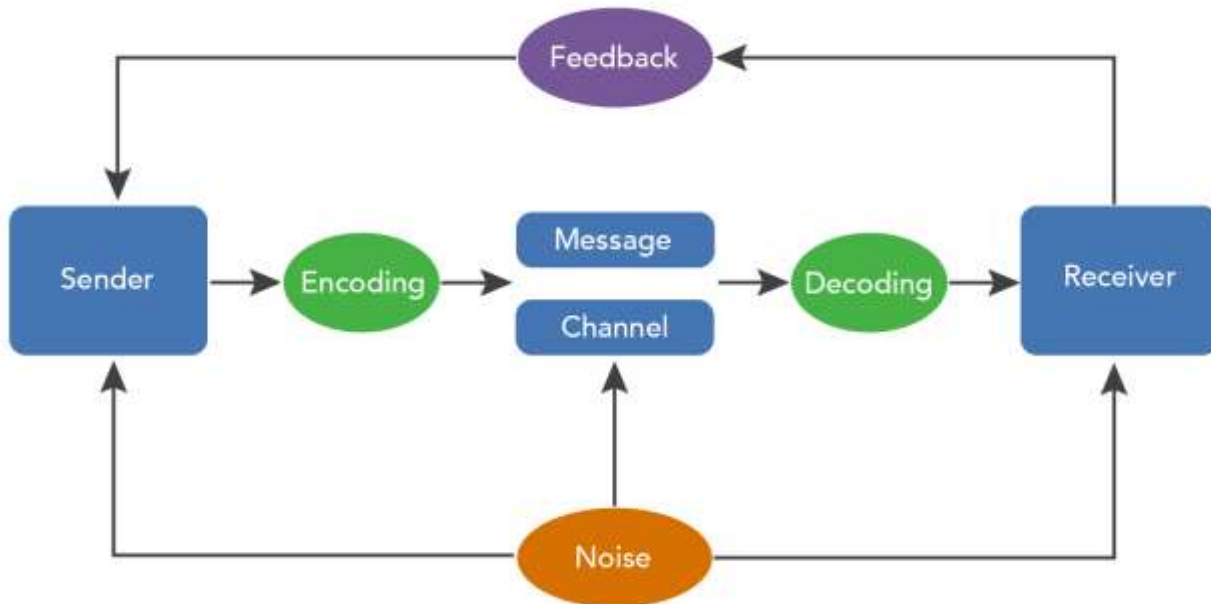 Feedback
Sender
Encoding
Message
Channel
Decoding
Receiver
Noise